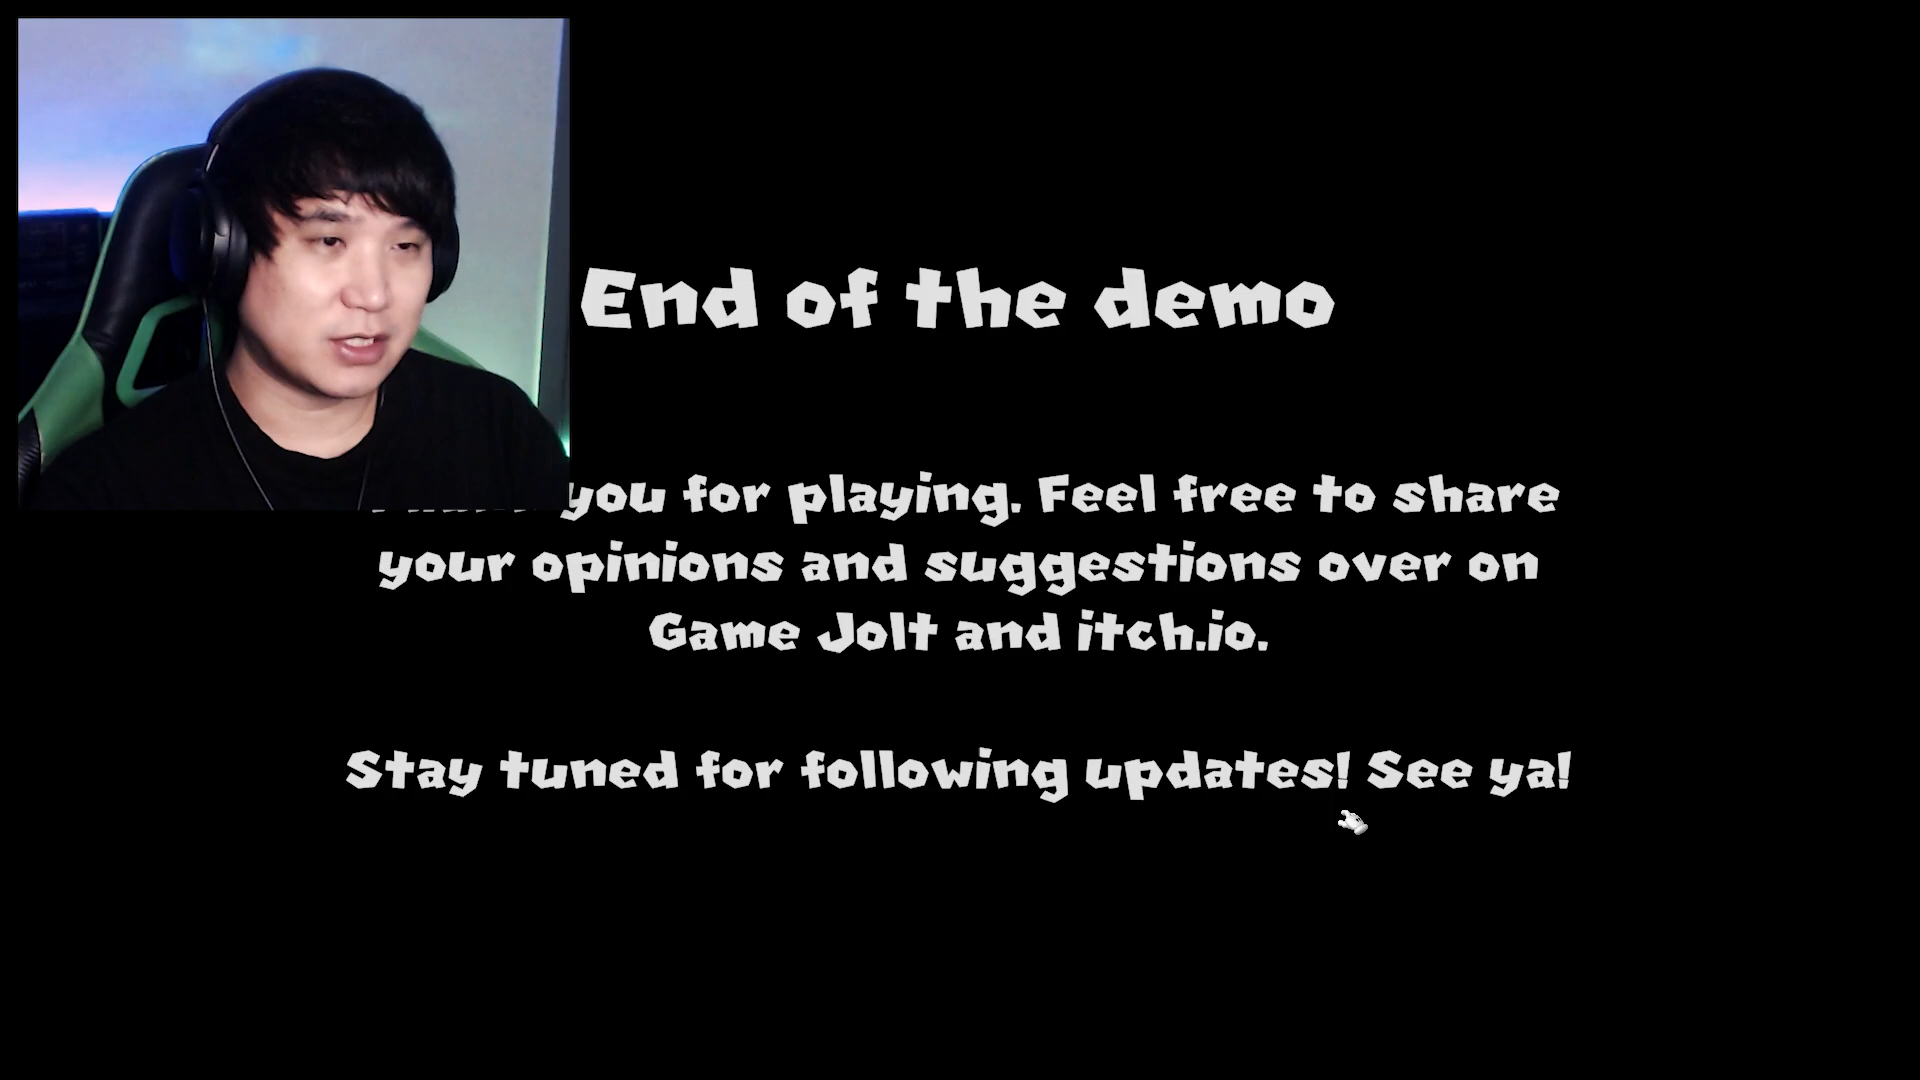 End of the demo
you for playing. Feel free to share
your opinions and suggestions over on
Game Jolt and itch.io.
Stay tuned for following updates! See ya!